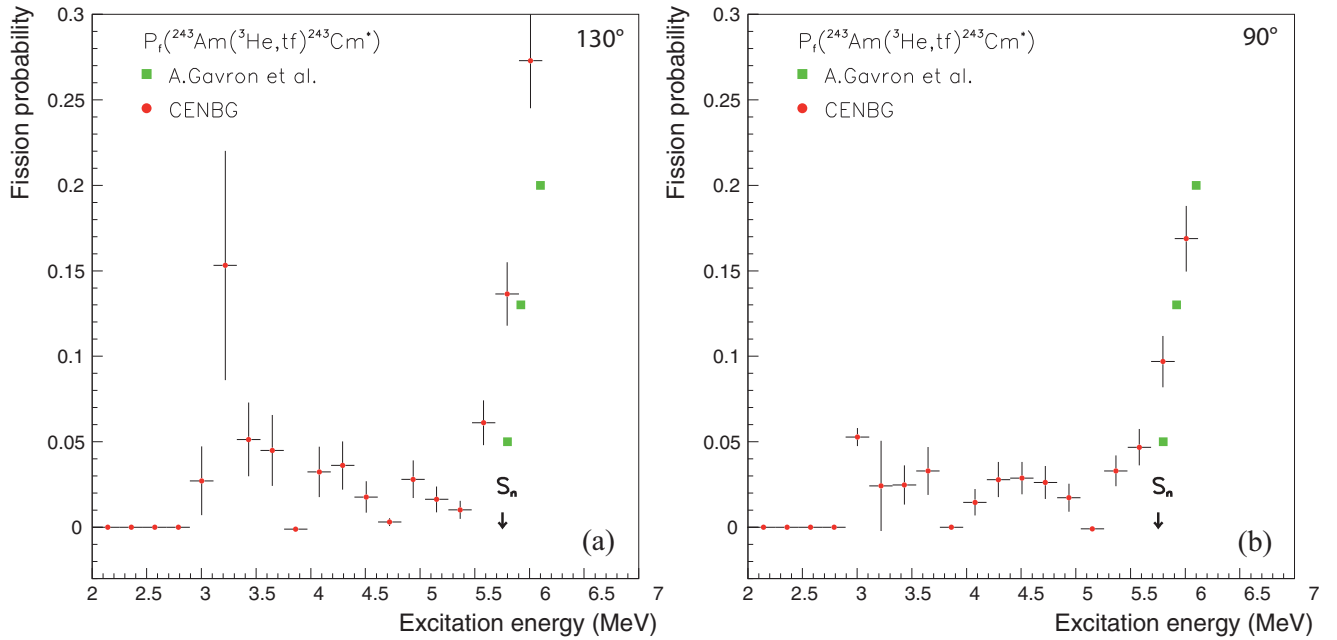 0.3
0.25
0.2
0.15
0.1
0.05
0
Fission probability
P_f(²⁴³Am(³He,tf)²⁴³Cm*)
130°
A.Gavron et al.
CENBG
Sₙ
(a)
2 2.5 3 3.5 4 4.5 5 5.5 6 6.5 7
Excitation energy (MeV)
0.3
0.25
0.2
0.15
0.1
0.05
0
Fission probability
P_f(²⁴³Am(³He,tf)²⁴³Cm*)
90°
A.Gavron et al.
CENBG
Sₙ
(b)
2 2.5 3 3.5 4 4.5 5 5.5 6 6.5 7
Excitation energy (MeV)